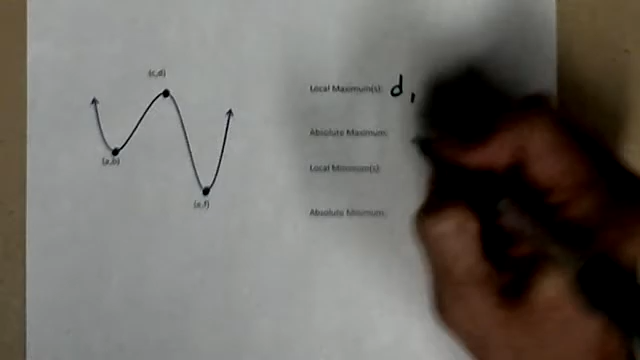 (c,d)
Local Maximum(s): d,
(a,b)
Absolute Maximum:
Local Minimum(s):
(e,f)
Absolute Minimum: